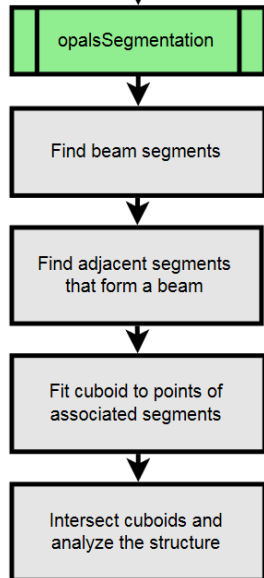 opalsSegmentation
Find beam segments
Find adjacent segments
that form a beam
Fit cuboid to points of
associated segments
Intersect cuboids and
analyze the structure